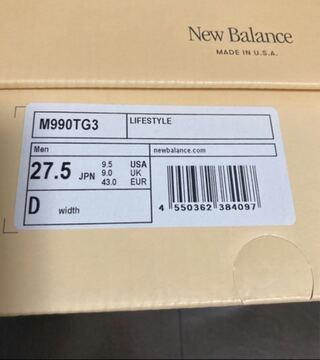 New Balance
MADE IN U.S.A.
M990TG3
LIFESTYLE
Men
newbalance.com
27.5 JPN
9.5 USA
9.0 UK
43.0 EUR
D width
4 550362 384097